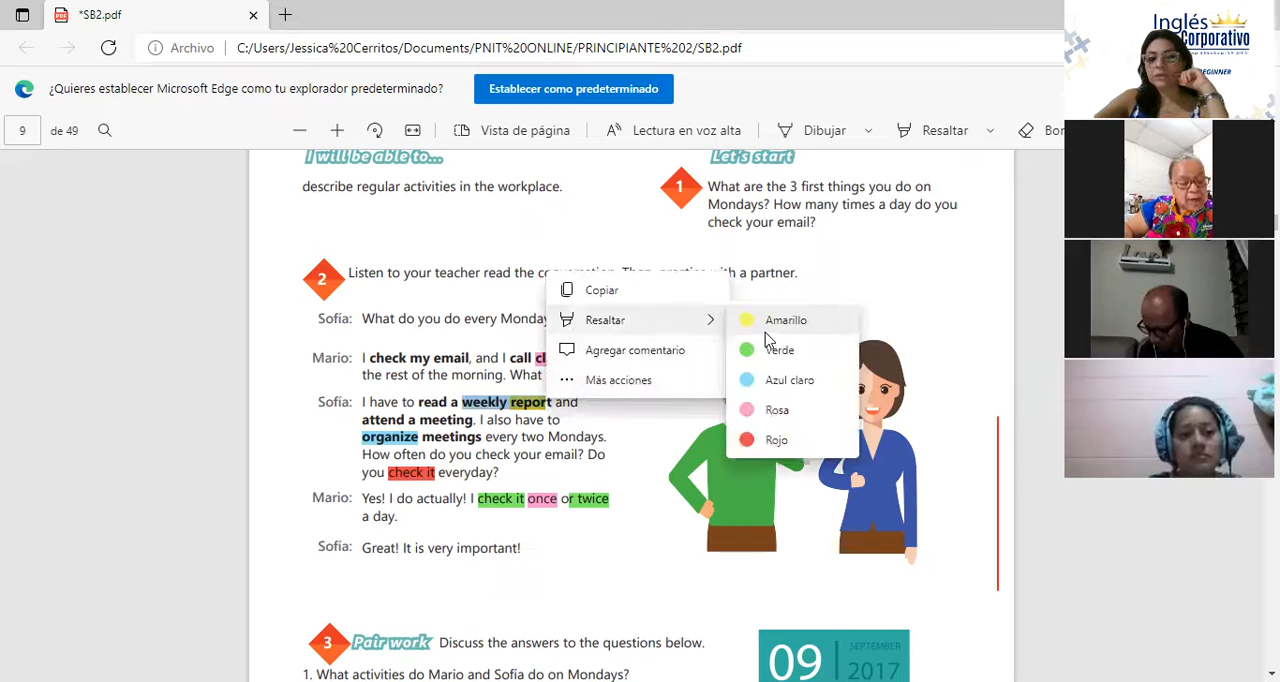 *SB2.pdf
Archivo
C:/Users/Jessica%20Cerritos/Documents/PNIT%20ONLINE/PRINCIPIANTE%202/SB2.pdf
¿Quieres establecer Microsoft Edge como tu explorador predeterminado?
Establecer como predeterminado
9
de 49
Vista de página
Lectura en voz alta
Dibujar
Resaltar
I will be able to...
describe regular activities in the workplace.
Let's start
1
What are the 3 first things you do on
Mondays? How many times a day do you
check your email?
2
Listen to your teacher read the conversation. Then, practice with a partner.
Sofía: What do you do every Monday
Mario: I check my email, and I call
the rest of the morning. What
Sofía: I have to read a weekly report and
attend a meeting. I also have to
organize meetings every two Mondays.
How often do you check your email? Do
you check it everyday?
Mario: Yes! I do actually! I check it once or twice
a day.
Sofía: Great! It is very important!
Copiar
Resaltar
Agregar comentario
Más acciones
Amarillo
Verde
Azul claro
Rosa
Rojo
3
Pair work
Discuss the answers to the questions below.
1. What activities do Mario and Sofía do on Mondays?
09
SEPTEMBER
2017
Inglés
Corporativo
BEGINNER